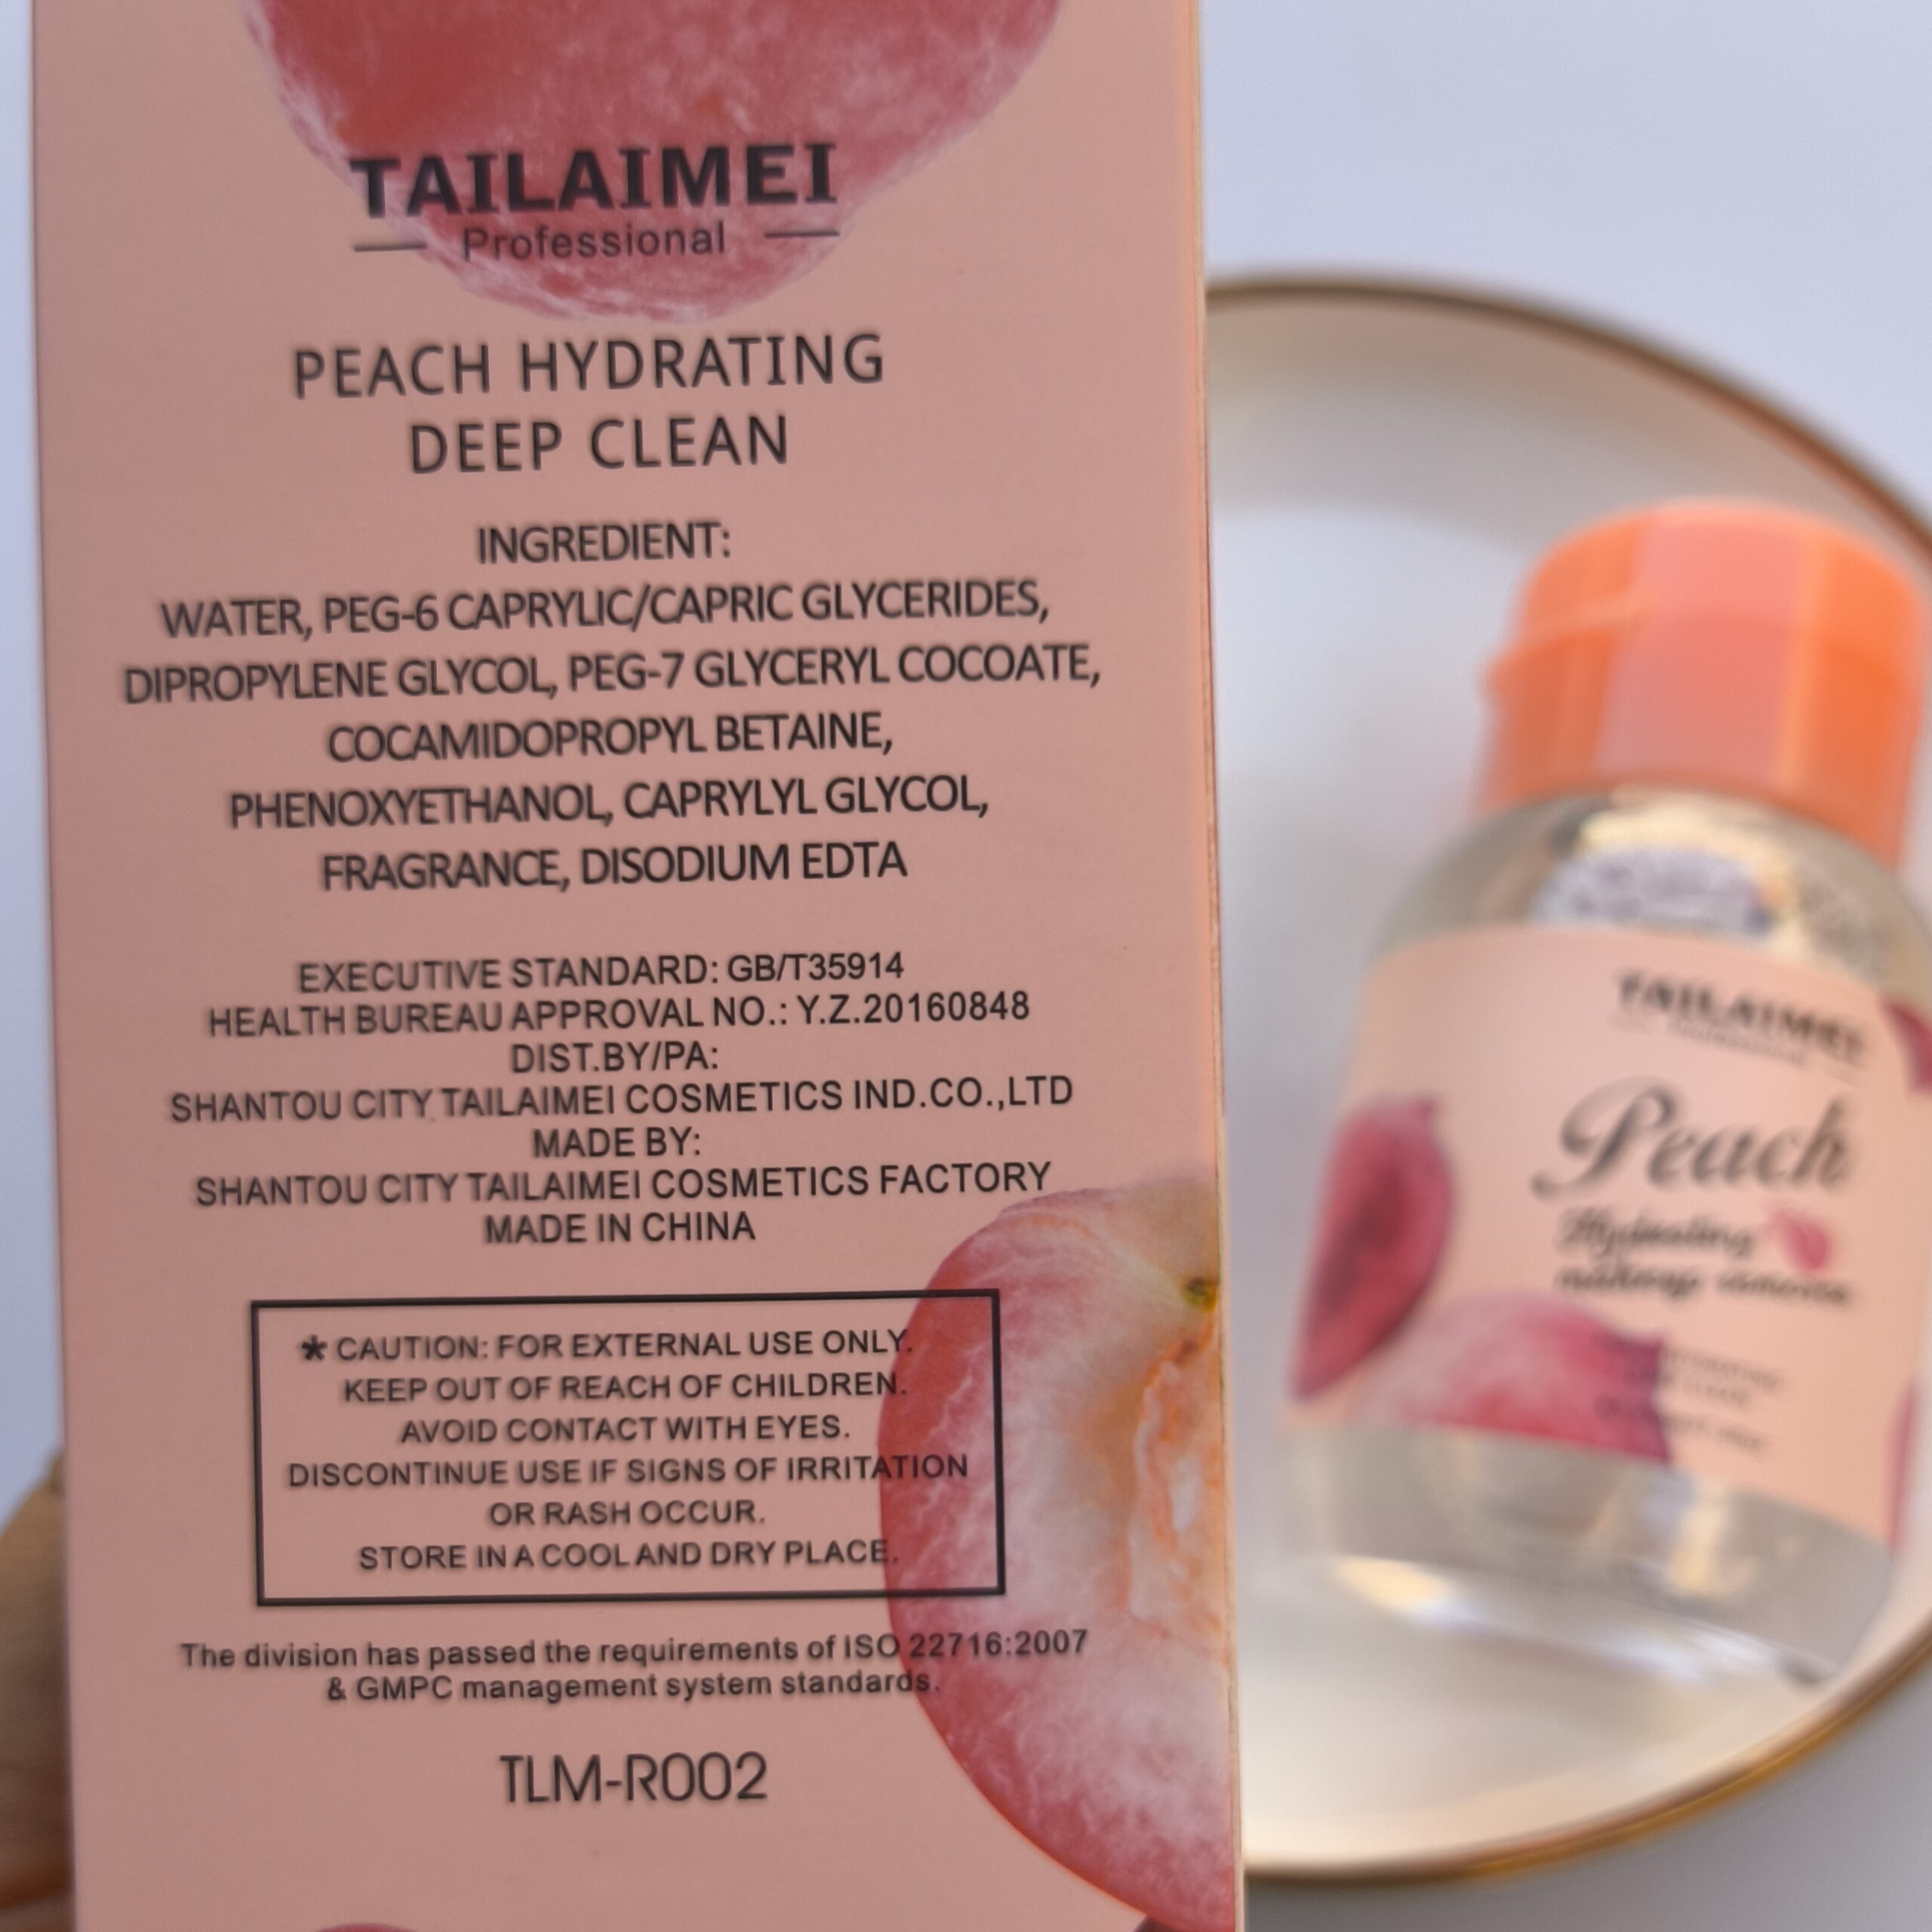 TAILAIMEI
Professional
PEACH HYDRATING
DEEP CLEAN
INGREDIENT:
WATER, PEG-6 CAPRYLIC/CAPRIC GLYCERIDES,
DIPROPYLENE GLYCOL, PEG-7 GLYCERYL COCOATE,
COCAMIDOPROPYL BETAINE,
PHENOXYETHANOL, CAPRYLYL GLYCOL,
FRAGRANCE, DISODIUM EDTA
EXECUTIVE STANDARD: GB/T35914
HEALTH BUREAU APPROVAL NO.: Y.Z.20160848
DIST.BY/PA:
SHANTOU CITY TAILAIMEI COSMETICS IND.CO.,LTD
MADE BY:
SHANTOU CITY TAILAIMEI COSMETICS FACTORY
MADE IN CHINA
* CAUTION: FOR EXTERNAL USE ONLY.
KEEP OUT OF REACH OF CHILDREN.
AVOID CONTACT WITH EYES.
DISCONTINUE USE IF SIGNS OF IRRITATION
OR RASH OCCUR.
STORE IN A COOL AND DRY PLACE.
The division has passed the requirements of ISO 22716:2007
& GMPC management system standards.
TLM-R002
TAILAIMEI
Peach
Hydrating
makeup remover